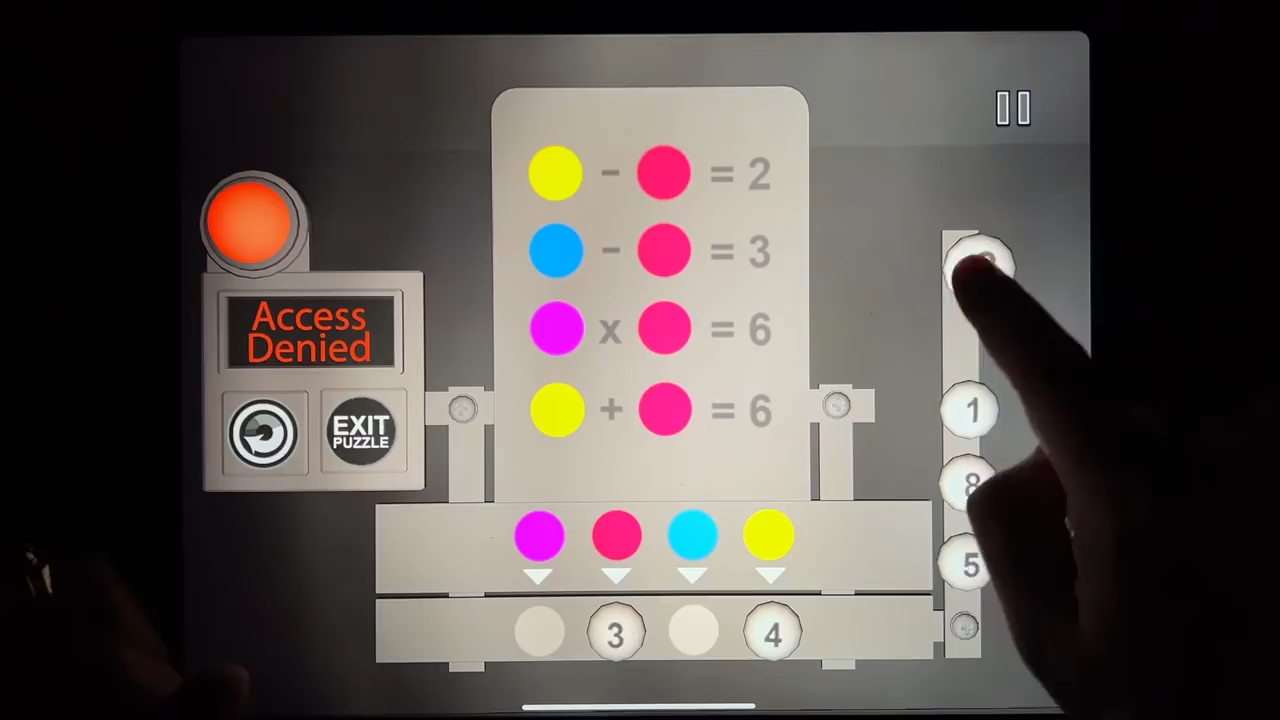 - = 2
- = 3
x = 6
+ = 6
Access
Denied
EXIT
PUZZLE
1
8
5
3
4